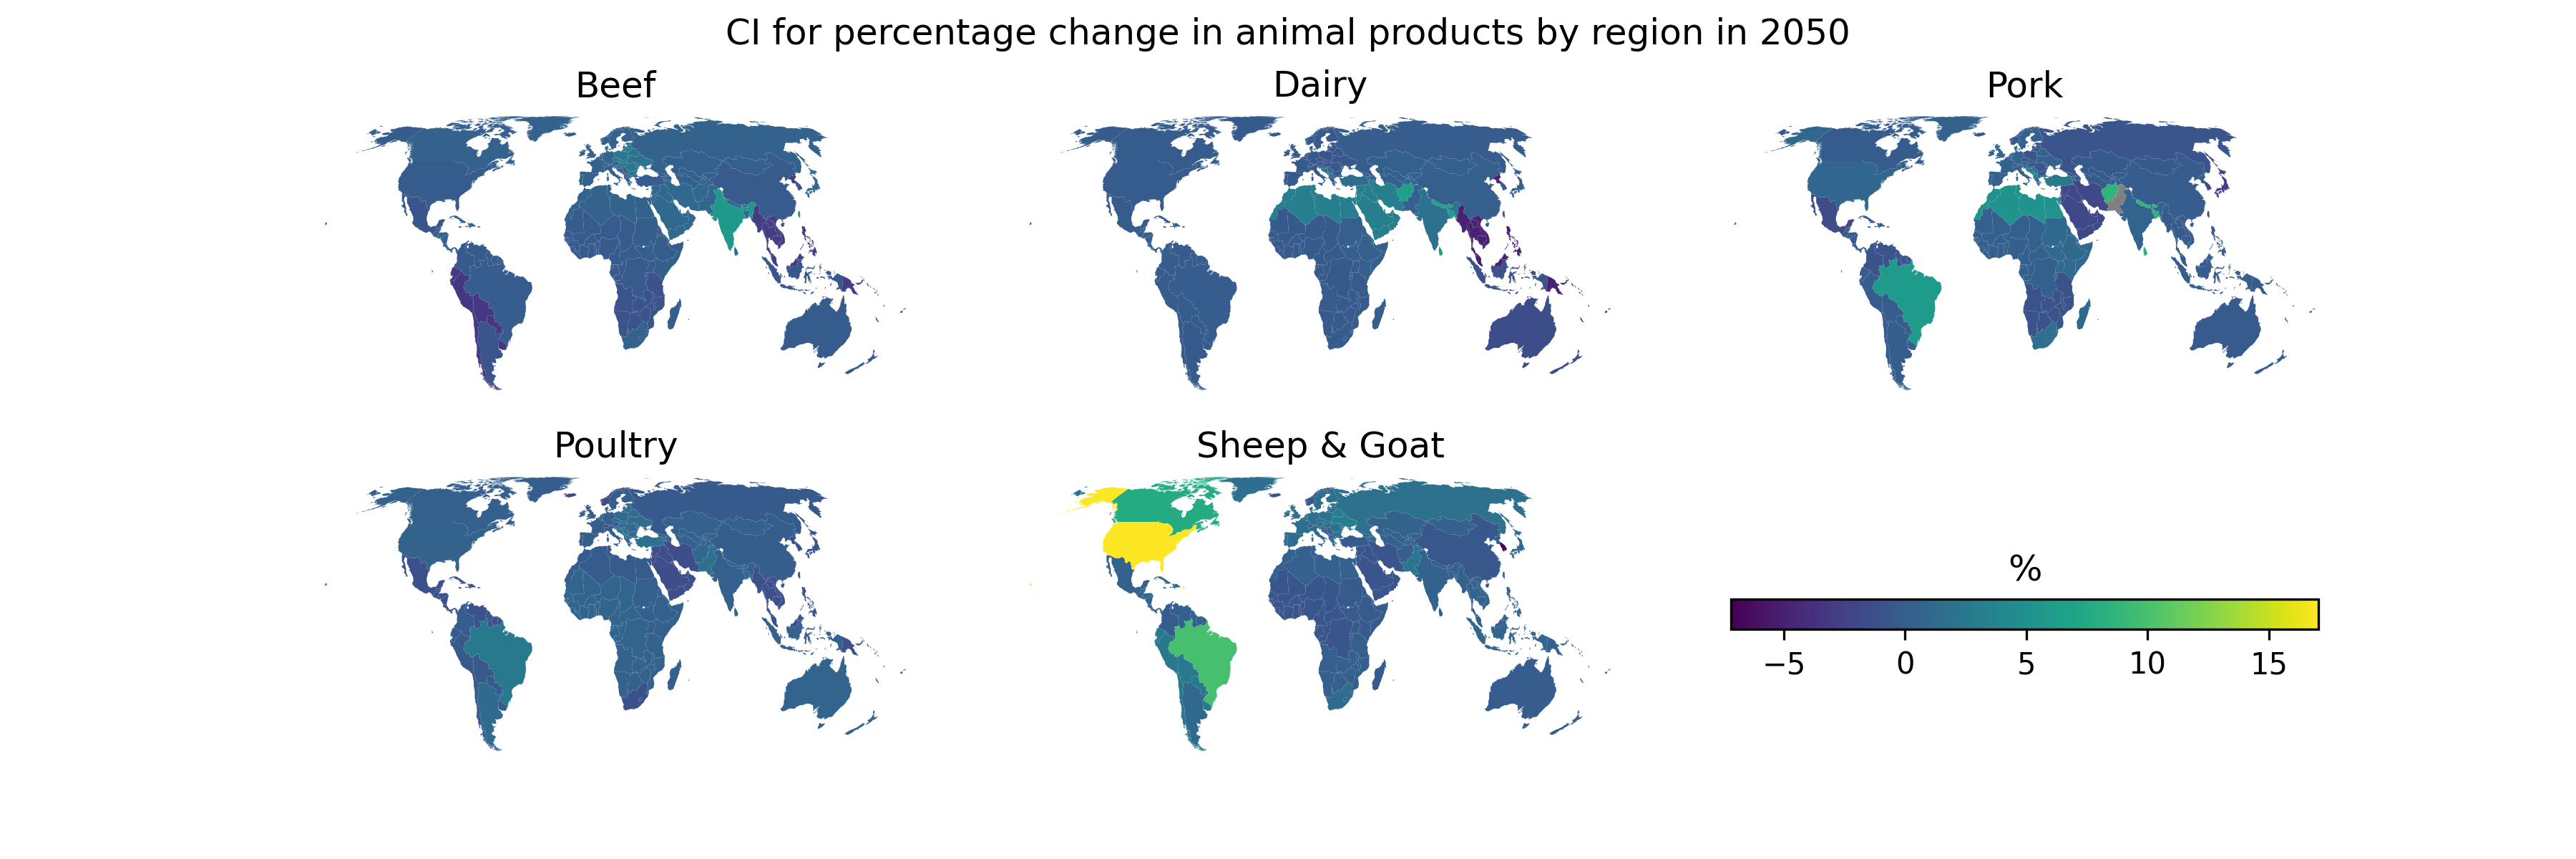 CI for percentage change in animal products by region in 2050
Beef
Dairy
Pork
Poultry
Sheep & Goat
%
−5 0 5 10 15